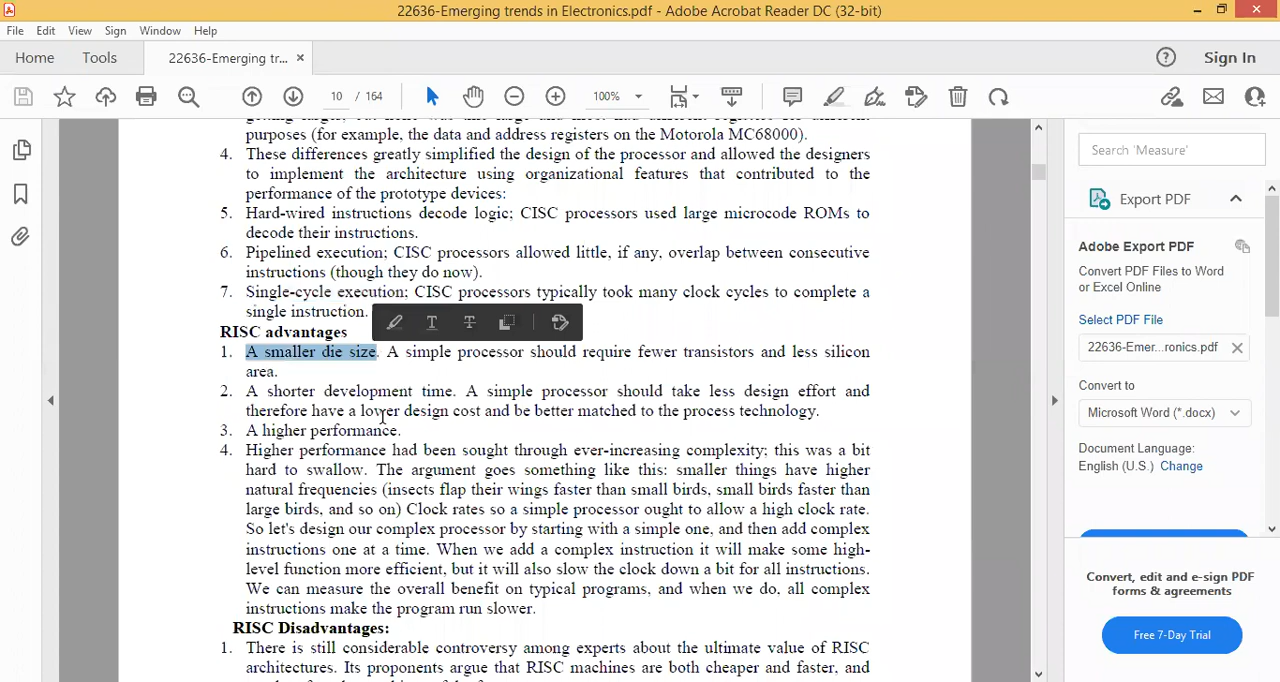 22636-Emerging trends in Electronics.pdf - Adobe Acrobat Reader DC (32-bit)
File Edit View Sign Window Help
Home Tools 22636-Emerging tr... × Sign In
10 / 164 100%
purposes (for example, the data and address registers on the Motorola MC68000).
4. These differences greatly simplified the design of the processor and allowed the designers
to implement the architecture using organizational features that contributed to the
performance of the prototype devices:
5. Hard-wired instructions decode logic; CISC processors used large microcode ROMs to
decode their instructions.
6. Pipelined execution; CISC processors allowed little, if any, overlap between consecutive
instructions (though they do now).
7. Single-cycle execution; CISC processors typically took many clock cycles to complete a
single instruction.
RISC advantages
1. A smaller die size. A simple processor should require fewer transistors and less silicon
area.
2. A shorter development time. A simple processor should take less design effort and
therefore have a lower design cost and be better matched to the process technology.
3. A higher performance.
4. Higher performance had been sought through ever-increasing complexity; this was a bit
hard to swallow. The argument goes something like this: smaller things have higher
natural frequencies (insects flap their wings faster than small birds, small birds faster than
large birds, and so on) Clock rates so a simple processor ought to allow a high clock rate.
So let's design our complex processor by starting with a simple one, and then add complex
instructions one at a time. When we add a complex instruction it will make some high-
level function more efficient, but it will also slow the clock down a bit for all instructions.
We can measure the overall benefit on typical programs, and when we do, all complex
instructions make the program run slower.
RISC Disadvantages:
1. There is still considerable controversy among experts about the ultimate value of RISC
architectures. Its proponents argue that RISC machines are both cheaper and faster, and
Search 'Measure'
Export PDF
Adobe Export PDF
Convert PDF Files to Word
or Excel Online
Select PDF File
22636-Emer...ronics.pdf
Convert to
Microsoft Word (*.docx)
Document Language:
English (U.S.) Change
Convert, edit and e-sign PDF
forms & agreements
Free 7-Day Trial